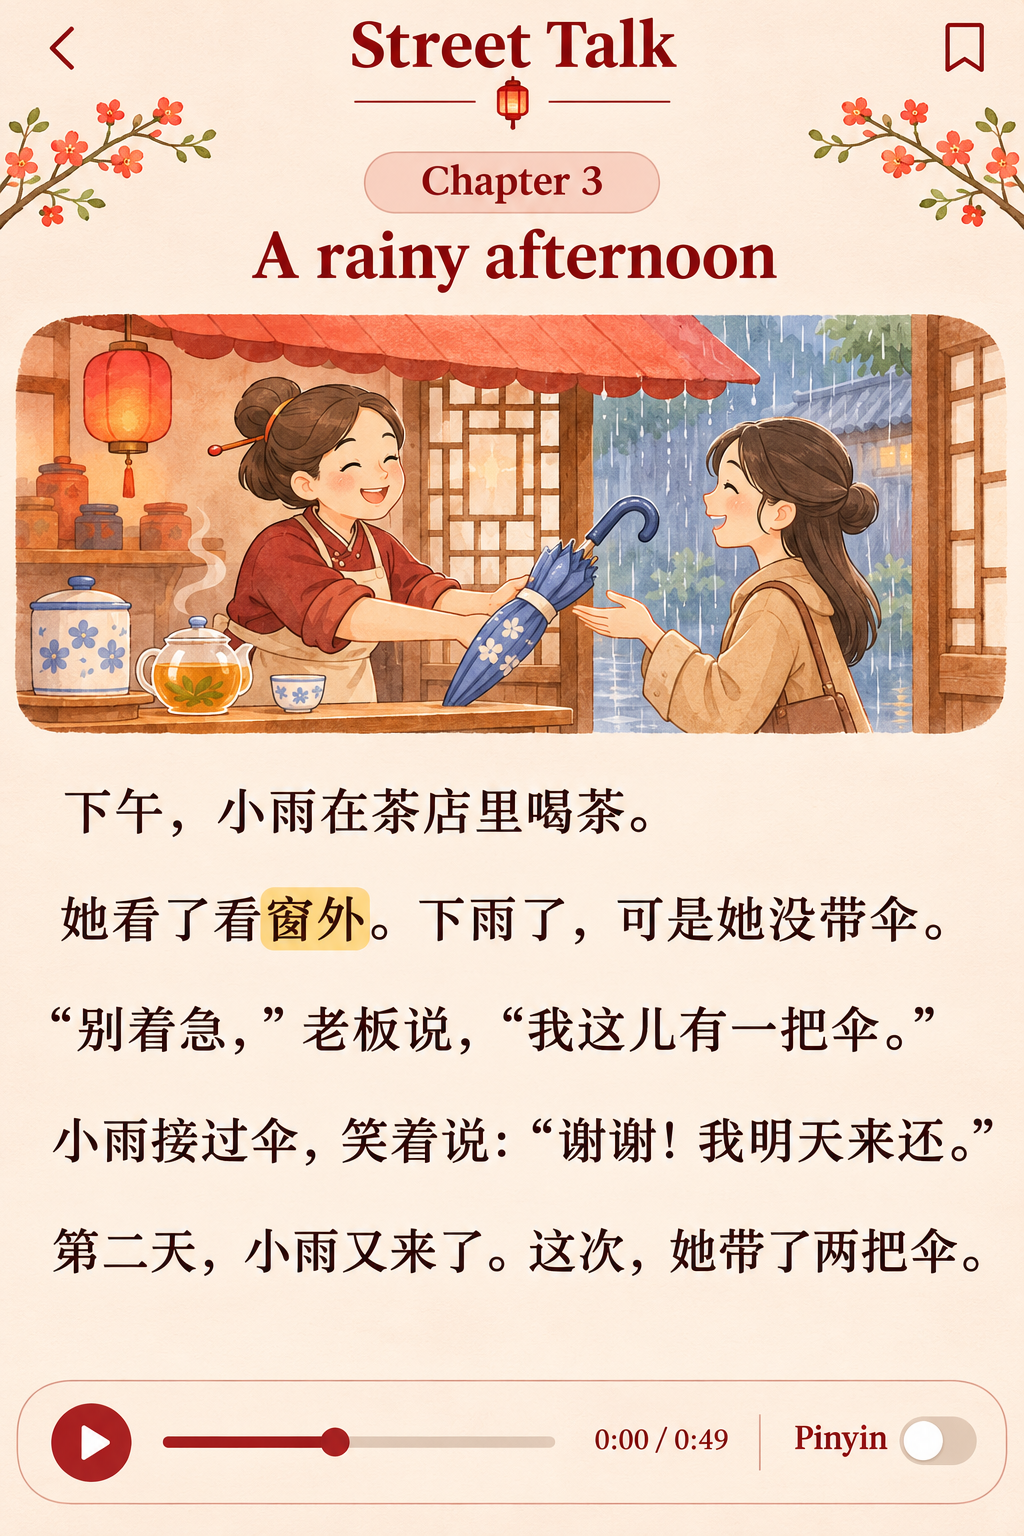 Street Talk
Chapter 3
A rainy afternoon
下午，小雨在茶店里喝茶。
她看了看窗外。下雨了，可是她没带伞。
“别着急，”老板说，“我这儿有一把伞。”
小雨接过伞，笑着说：“谢谢！我明天来还。”
第二天，小雨又来了。这次，她带了两把伞。
0:00 / 0:49
Pinyin